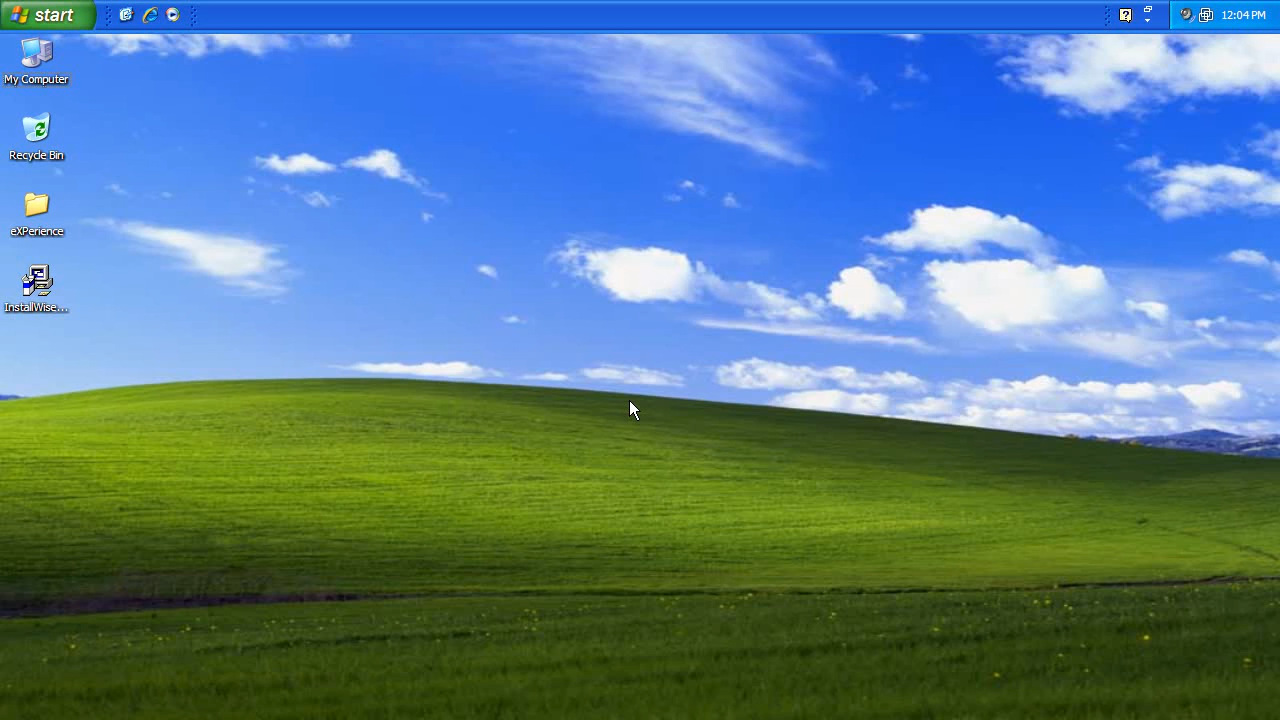 start
12:04 PM
My Computer
Recycle Bin
eXPerience
InstallWise...